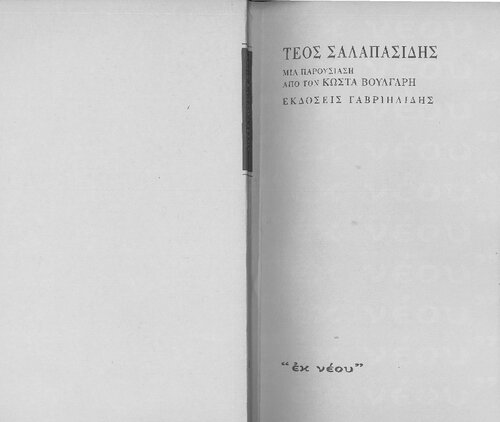 ΤΕΟΣ ΣΑΛΑΠΑΣΙΔΗΣ
ΜΙΑ ΠΑΡΟΥΣΙΑΣΗ
ΑΠΟ ΤΟΝ ΚΩΣΤΑ ΒΟΥΛΓΑΡΗ
ΕΚΔΟΣΕΙΣ ΓΑΒΡΙΗΛΙΔΗΣ
“ἐκ νέου”